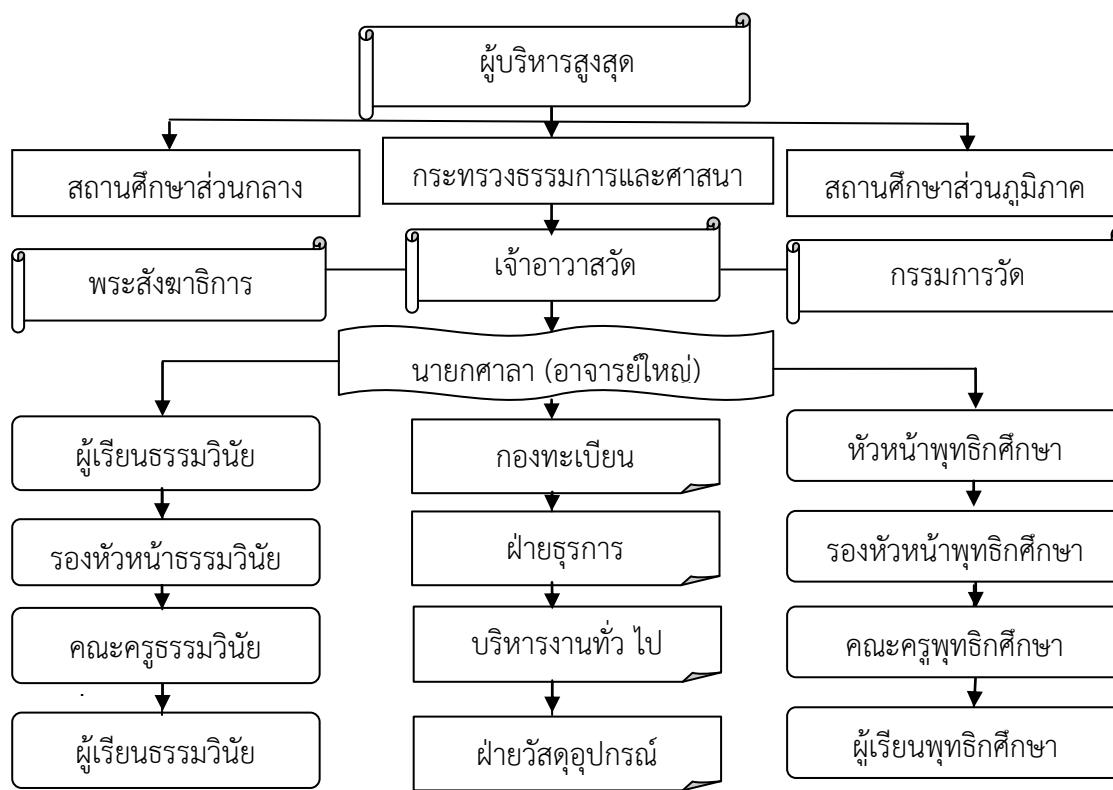 ผู้บริหารสูงสุด
สถานศึกษาส่วนกลาง
กระทรวงธรรมการและศาสนา
สถานศึกษาส่วนภูมิภาค
พระสังฆาธิการ
เจ้าอาวาสวัด
กรรมการวัด
นายกศาลา (อาจารย์ใหญ่)
ผู้เรียนธรรมวินัย
กองทะเบียน
หัวหน้าพุทธิกศึกษา
รองหัวหน้าธรรมวินัย
ฝ่ายธุรการ
รองหัวหน้าพุทธิกศึกษา
คณะครูธรรมวินัย
บริหารงานทั่ว ไป
คณะครูพุทธิกศึกษา
ผู้เรียนธรรมวินัย
ฝ่ายวัสดุอุปกรณ์
ผู้เรียนพุทธิกศึกษา